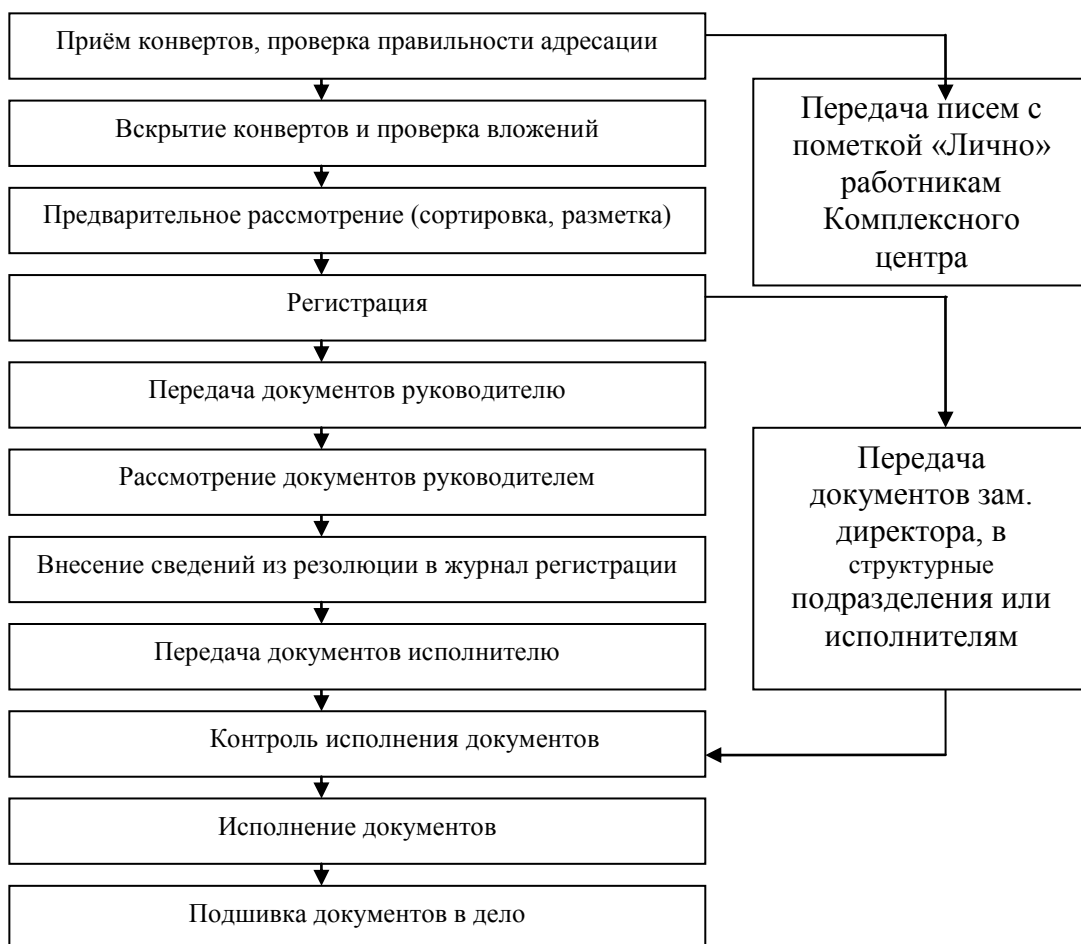 Приём конвертов, проверка правильности адресации
Вскрытие конвертов и проверка вложений
Предварительное рассмотрение (сортировка, разметка)
Регистрация
Передача документов руководителю
Рассмотрение документов руководителем
Внесение сведений из резолюции в журнал регистрации
Передача документов исполнителю
Контроль исполнения документов
Исполнение документов
Подшивка документов в дело
Передача писем с
пометкой «Лично»
работникам
Комплексного
центра
Передача
документов зам.
директора, в
структурные
подразделения или
исполнителям